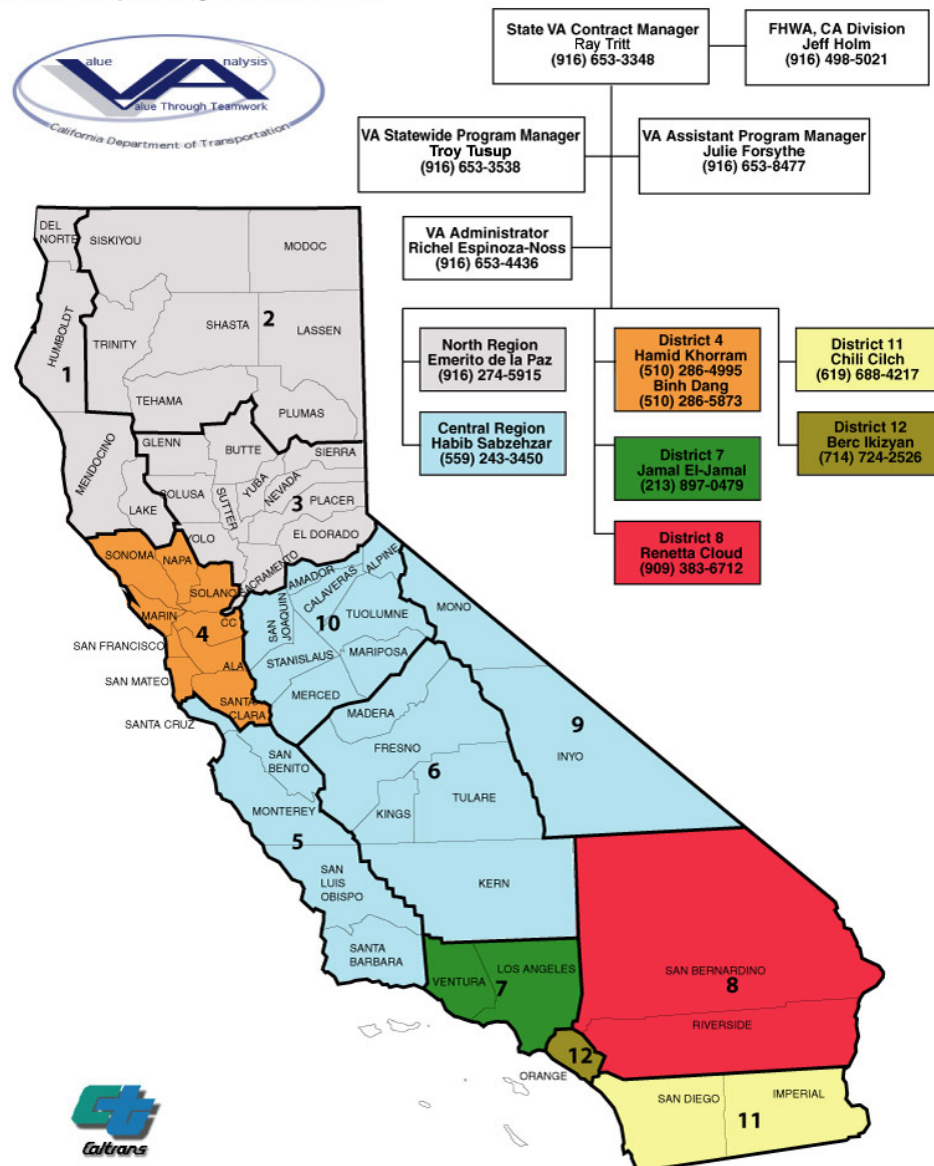 Value Analysis
Value Through Teamwork
California Department of Transportation
State VA Contract Manager
Ray Tritt
(916) 653-3348
FHWA, CA Division
Jeff Holm
(916) 498-5021
VA Statewide Program Manager
Troy Tusup
(916) 653-3538
VA Assistant Program Manager
Julie Forsythe
(916) 653-8477
VA Administrator
Richel Espinoza-Noss
(916) 653-4436
North Region
Emerito de la Paz
(916) 274-5915
Central Region
Habib Sabzehzar
(559) 243-3450
District 4
Hamid Khorram
(510) 286-4995
Binh Dang
(510) 286-5873
District 7
Jamal El-Jamal
(213) 897-0479
District 8
Renetta Cloud
(909) 383-6712
District 11
Chili Cilch
(619) 688-4217
District 12
Berc Ikizyan
(714) 724-2526
DEL
NORTE
SISKIYOU
MODOC
HUMBOLDT
1
TRINITY
SHASTA
2
LASSEN
TEHAMA
PLUMAS
MENDOCINO
GLENN
BUTTE
SIERRA
LAKE
COLUSA
SUTTER
YUBA
NEVADA
3
PLACER
YOLO
EL DORADO
SACRAMENTO
SONOMA
NAPA
SOLANO
MARIN
4
CC
SAN FRANCISCO
ALA
SAN MATEO
SANTA
CLARA
SANTA CRUZ
AMADOR
ALPINE
CALAVERAS
SAN
JOAQUIN
10
TUOLUMNE
MONO
STANISLAUS
MARIPOSA
MERCED
MADERA
9
INYO
FRESNO
6
SAN
BENITO
TULARE
KINGS
MONTEREY
5
SAN
LUIS
OBISPO
KERN
SANTA
BARBARA
VENTURA
LOS ANGELES
7
SAN BERNARDINO
8
RIVERSIDE
12
ORANGE
SAN DIEGO
IMPERIAL
11
Ct
Caltrans